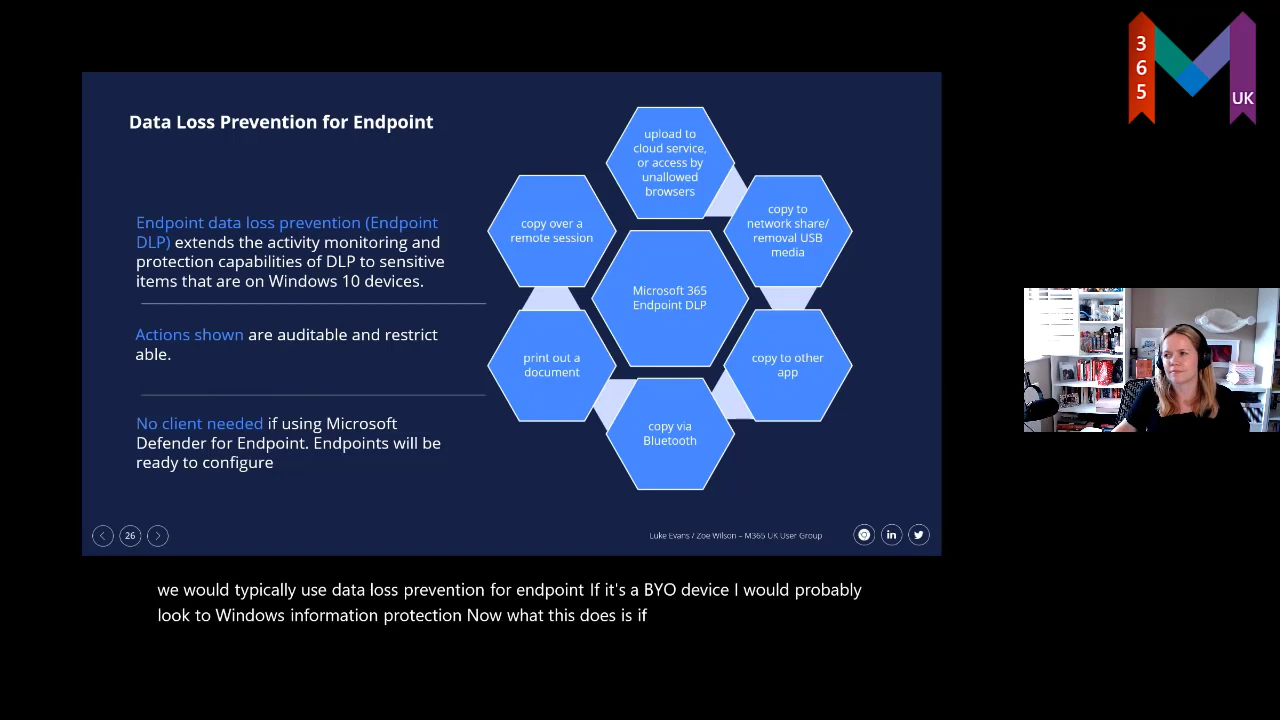 3
6
5
UK
Data Loss Prevention for Endpoint
Endpoint data loss prevention (Endpoint
DLP) extends the activity monitoring and
protection capabilities of DLP to sensitive
items that are on Windows 10 devices.
Actions shown are auditable and restrict
able.
No client needed if using Microsoft
Defender for Endpoint. Endpoints will be
ready to configure
upload to
cloud service,
or access by
unallowed
browsers
copy over a
remote session
copy to
network share/
removal USB
media
Microsoft 365
Endpoint DLP
print out a
document
copy to other
app
copy via
Bluetooth
26
Luke Evans / Zoe Wilson – M365 UK User Group
in
we would typically use data loss prevention for endpoint If it's a BYO device I would probably
look to Windows information protection Now what this does is if